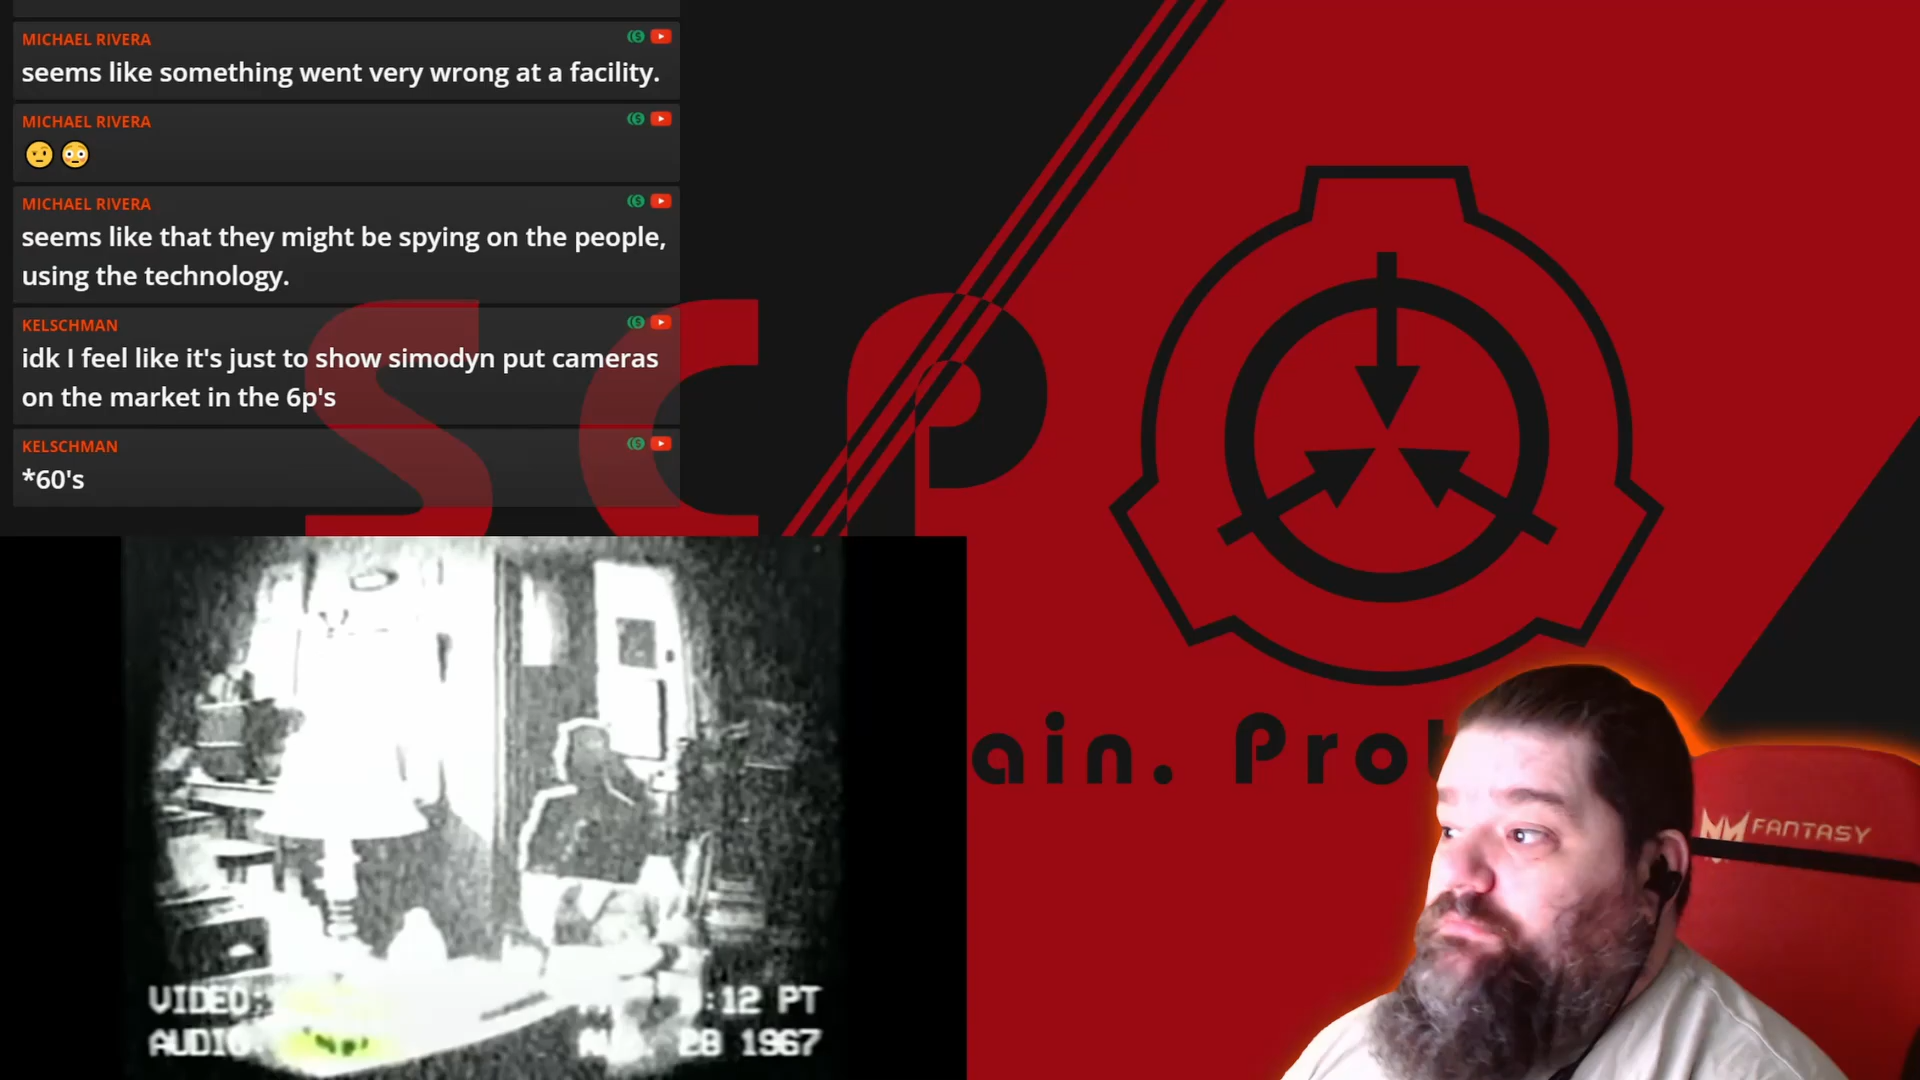 MICHAEL RIVERA
seems like something went very wrong at a facility.
MICHAEL RIVERA
🤨 😳
MICHAEL RIVERA
seems like that they might be spying on the people,
using the technology.
KELSCHMAN
idk I feel like it's just to show simodyn put cameras
on the market in the 6p's
KELSCHMAN
*60's
SCP
ain. Prot
FANTASY
VIDEO:
:12 PT
AUDIO:
28 1967